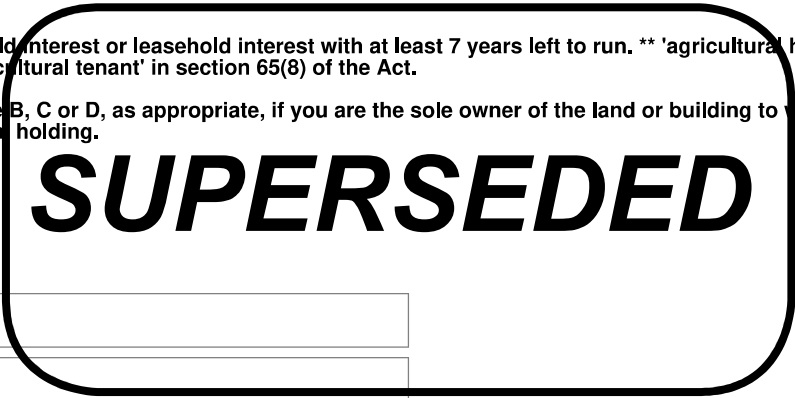 interest or leasehold interest with at least 7 years left to run. ** 'agricultural
tenant' in section 65(8) of the Act.
B, C or D, as appropriate, if you are the sole owner of the land or building to
holding.
SUPERSEDED